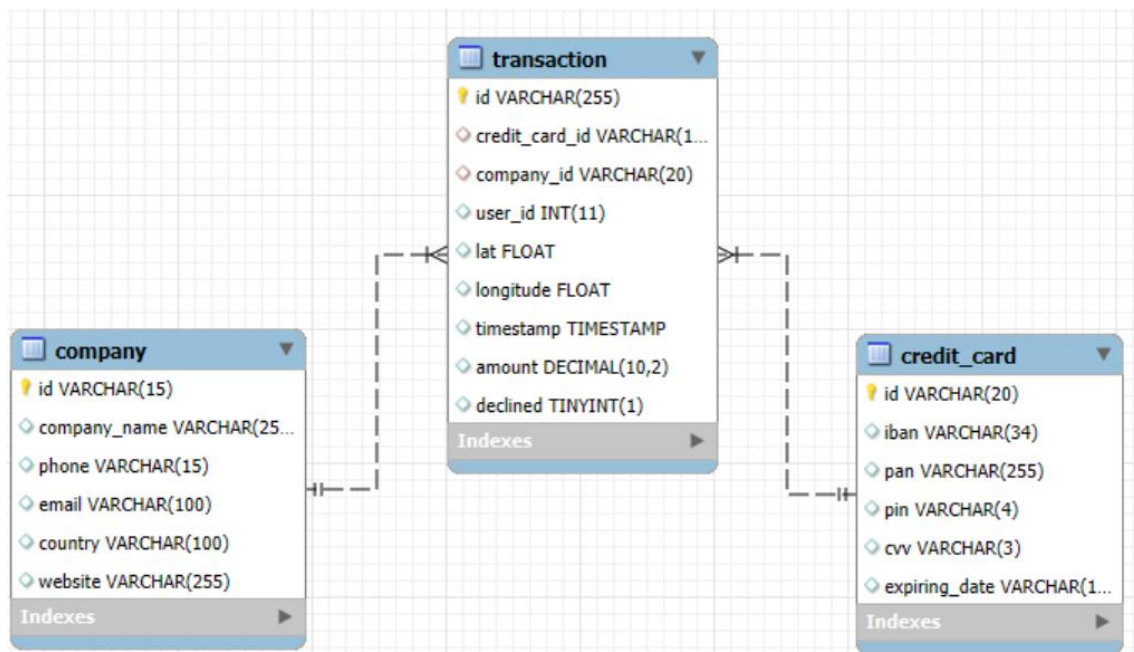 transaction
id VARCHAR(255)
credit_card_id VARCHAR(1...
company_id VARCHAR(20)
user_id INT(11)
lat FLOAT
longitude FLOAT
timestamp TIMESTAMP
amount DECIMAL(10,2)
declined TINYINT(1)
Indexes
company
id VARCHAR(15)
company_name VARCHAR(25...
phone VARCHAR(15)
email VARCHAR(100)
country VARCHAR(100)
website VARCHAR(255)
Indexes
credit_card
id VARCHAR(20)
iban VARCHAR(34)
pan VARCHAR(255)
pin VARCHAR(4)
cvv VARCHAR(3)
expiring_date VARCHAR(1...
Indexes